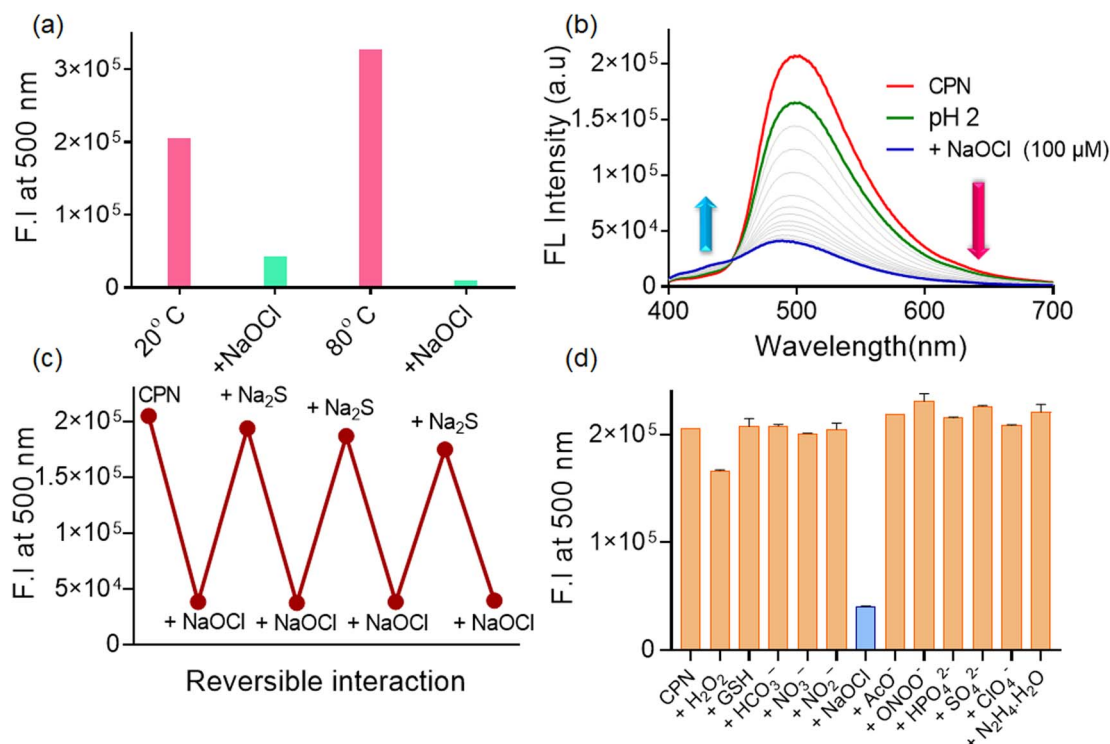 (a)
F.I at 500 nm
3×10⁵
2×10⁵
1×10⁵
0
20° C
+NaOCl
80° C
+NaOCl
(b)
FL Intensity (a.u)
2×10⁵
1.5×10⁵
1×10⁵
5×10⁴
0
CPN
pH 2
+ NaOCl (100 µM)
400
500
600
700
Wavelength(nm)
(c)
F.I at 500 nm
2×10⁵
1.5×10⁵
1×10⁵
5×10⁴
0
CPN
+ Na₂S
+ Na₂S
+ Na₂S
+ NaOCl
+ NaOCl
+ NaOCl
+ NaOCl
Reversible interaction
(d)
F.I at 500 nm
2×10⁵
1×10⁵
0
CPN
+ H₂O₂
+ GSH
+ HCO₃⁻
+ NO₃⁻
+ NO₂⁻
+ NaOCl
+ AcO⁻
+ ONOO⁻
+ HPO₄²⁻
+ SO₄²⁻
+ ClO₄⁻
+ N₂H₄.H₂O